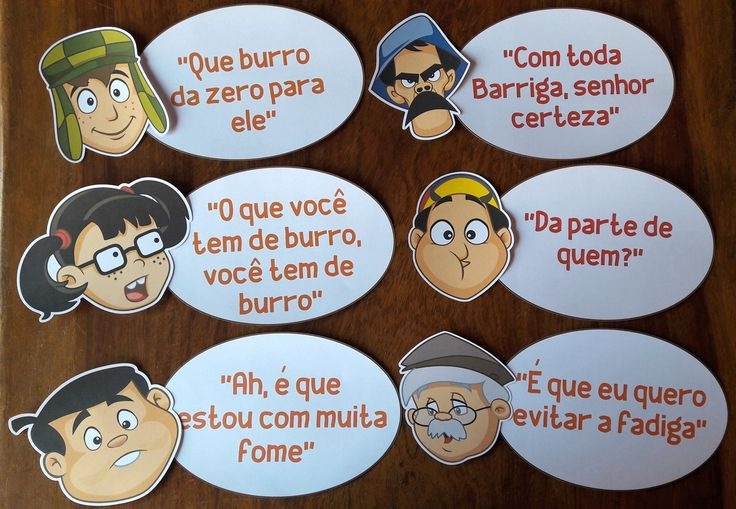 "Que burro
da zero para
ele"
"Com toda
Barriga, senhor
certeza"
"O que você
tem de burro,
você tem de
burro"
"Da parte de
quem?"
"Ah, é que
estou com muita
fome"
"É que eu quero
evitar a fadiga"